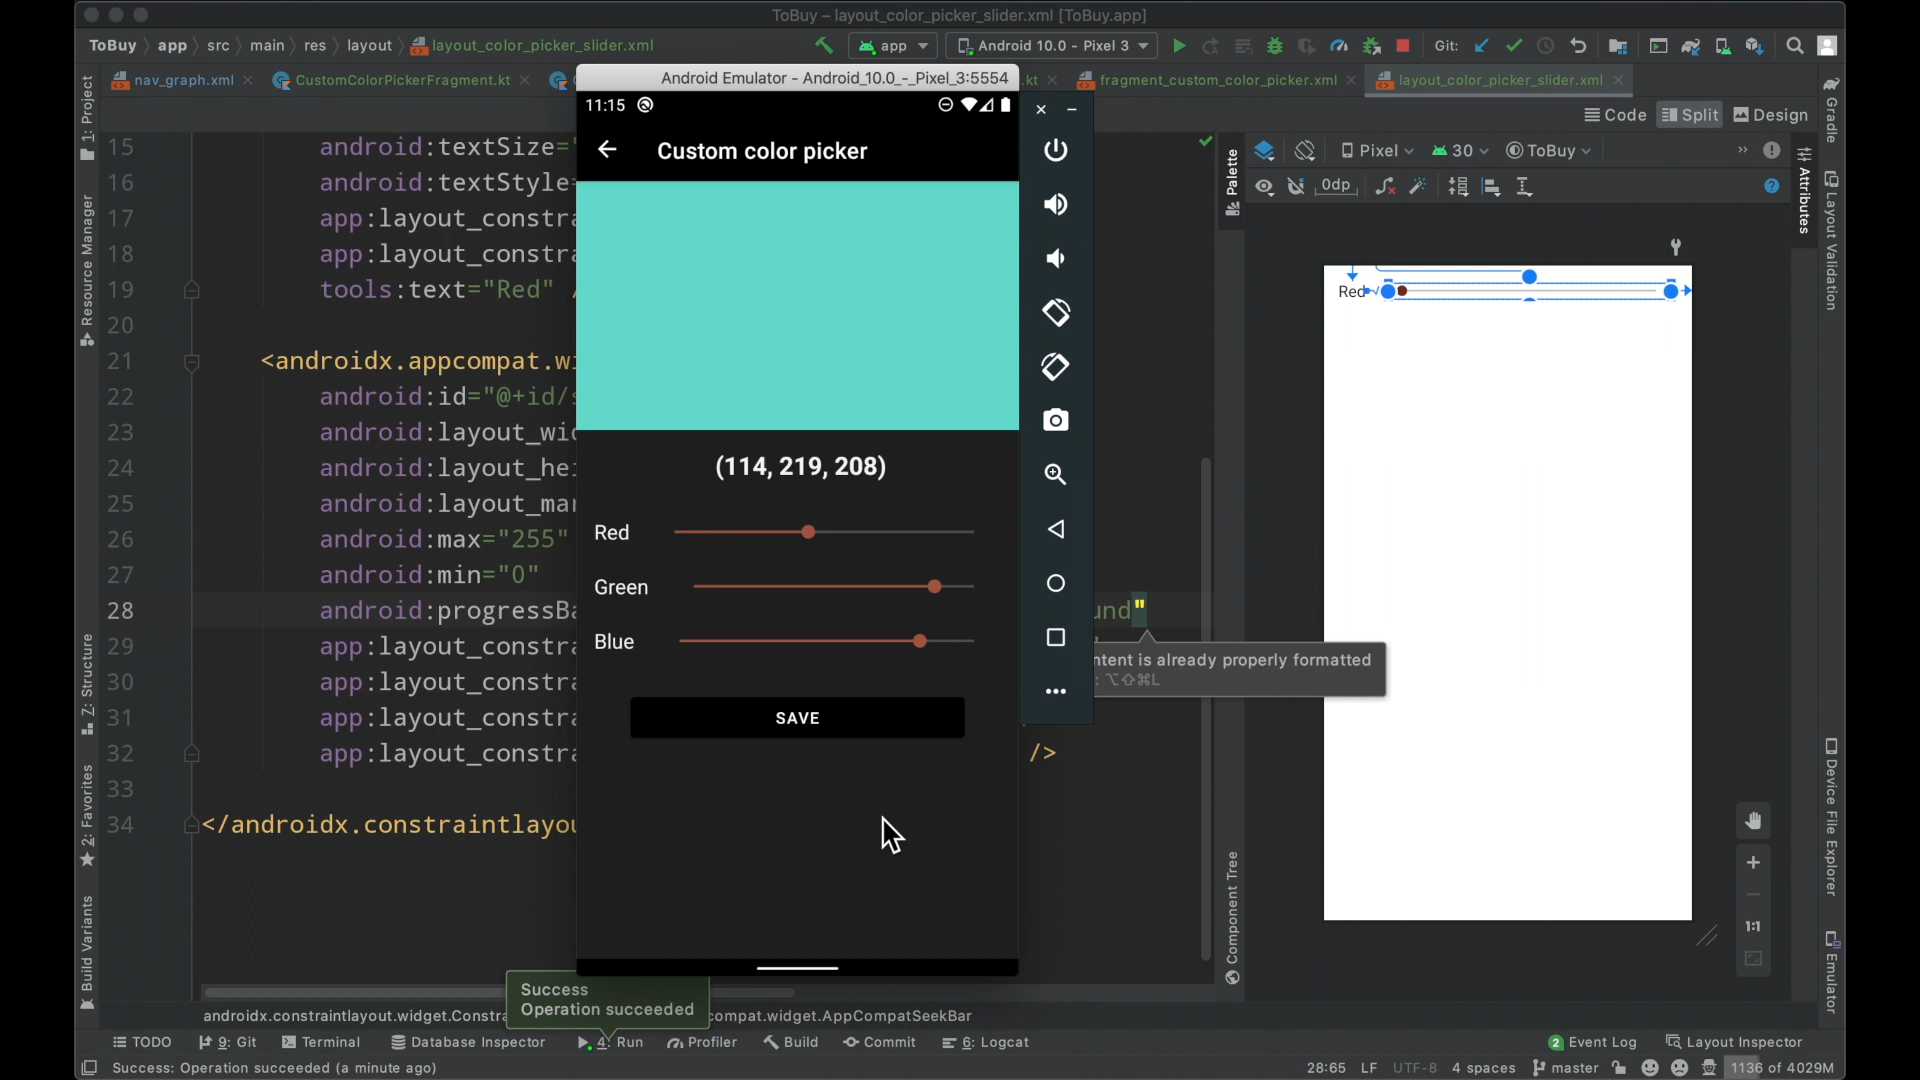 ToBuy – layout_color_picker_slider.xml [ToBuy.app]
ToBuy app src main res layout layout_color_picker_slider.xml
app
Android 10.0 - Pixel 3
Git:
nav_graph.xml
CustomColorPickerFragment.kt
.kt
fragment_custom_color_picker.xml
layout_color_picker_slider.xml
Code
Split
Design
1: Project
Resource Manager
Z: Structure
2: Favorites
Build Variants
15 android:textSize="
16 android:textStyle=
17 app:layout_constra
18 app:layout_constra
19 tools:text="Red" /
20
21 <androidx.appcompat.wi
22 android:id="@+id/s
23 android:layout_wid
24 android:layout_hei
25 android:layout_mar
26 android:max="255"
27 android:min="0"
28 android:progressBa
und"
29 app:layout_constra
30 app:layout_constra
31 app:layout_constra
32 app:layout_constra
/>
33
34 </androidx.constraintlayou
Android Emulator - Android_10.0_-_Pixel_3:5554
11:15
Custom color picker
(114, 219, 208)
Red
Green
Blue
SAVE
ntent is already properly formatted
: ⌥⇧⌘L
Palette
Component Tree
Pixel
30
ToBuy
0dp
Red
1:1
Attributes
Gradle
Layout Validation
Device File Explorer
Emulator
Success
Operation succeeded
androidx.constraintlayout.widget.Constra
compat.widget.AppCompatSeekBar
TODO
9: Git
Terminal
Database Inspector
4: Run
Profiler
Build
Commit
6: Logcat
2 Event Log
Layout Inspector
Success: Operation succeeded (a minute ago)
28:65 LF UTF-8 4 spaces master
1136 of 4029M